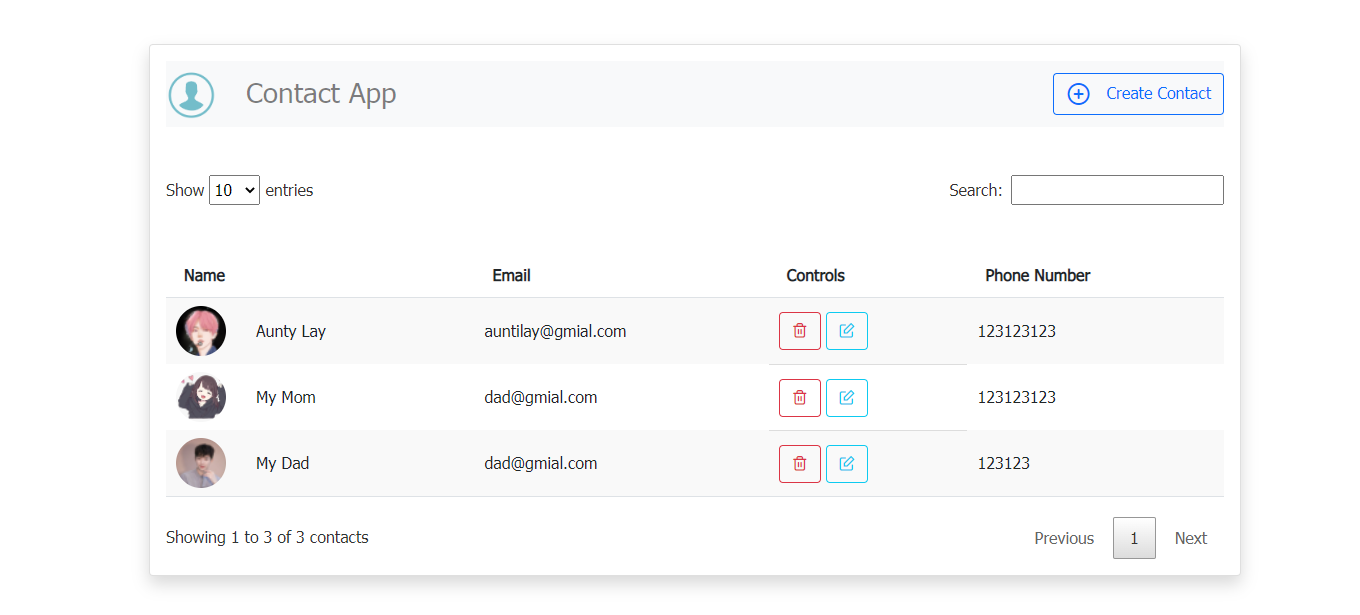 Contact App
Create Contact
Show 10 entries
Search:
Name Email Controls Phone Number
Aunty Lay auntilay@gmial.com 123123123
My Mom dad@gmial.com 123123123
My Dad dad@gmial.com 123123
Showing 1 to 3 of 3 contacts
Previous 1 Next